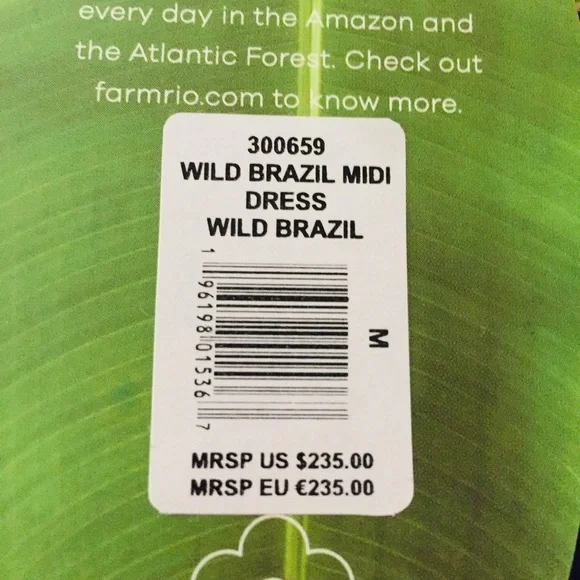 every day in the Amazon and
the Atlantic Forest. Check out
farmrio.com to know more.
300659
WILD BRAZIL MIDI
DRESS
WILD BRAZIL
1 96198 01536 7
M
MRSP US $235.00
MRSP EU €235.00